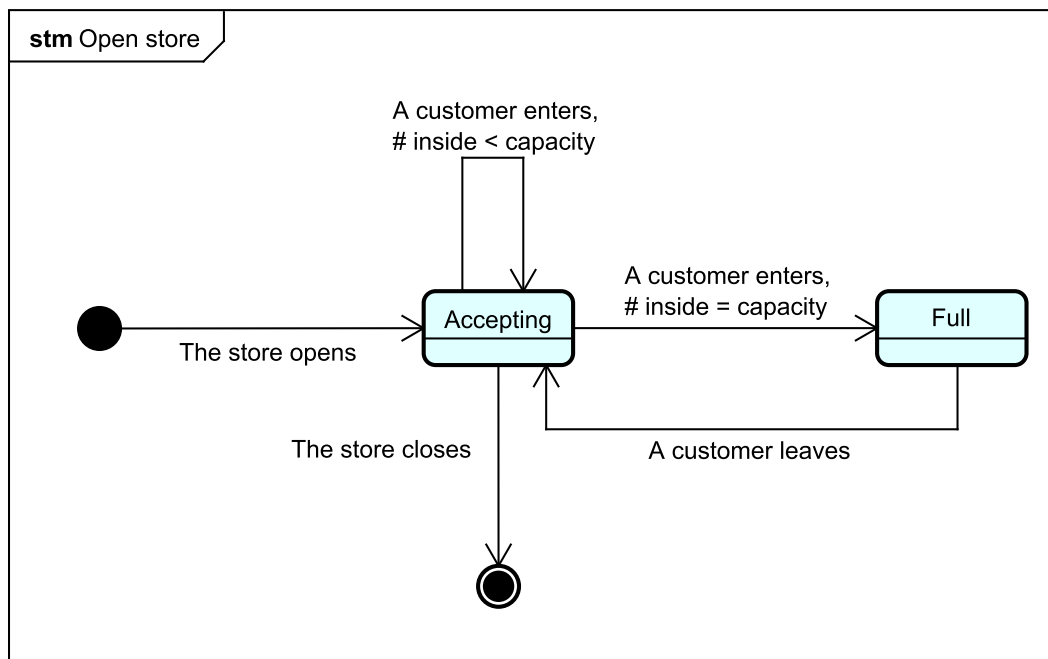 stm Open store
A customer enters,
# inside < capacity
A customer enters,
# inside = capacity
Accepting
Full
The store opens
The store closes
A customer leaves